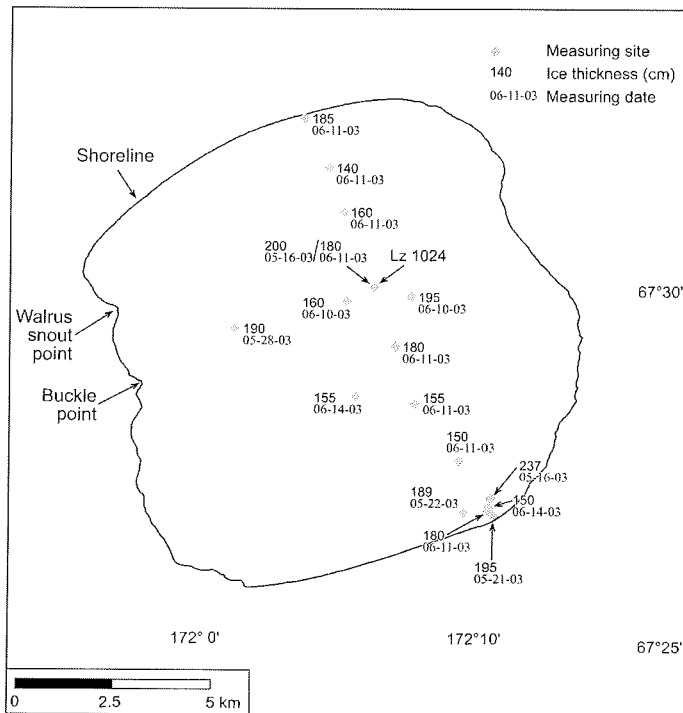 Measuring site
140 Ice thickness (cm)
06-11-03 Measuring date
185
06-11-03
Shoreline
140
06-11-03
160
06-11-03
200 / 180
05-16-03 06-11-03
Lz 1024
67°30'
160
06-10-03
195
06-10-03
Walrus
snout
point
190
05-28-03
180
06-11-03
Buckle
point
155
06-14-03
155
06-11-03
150
06-11-03
237
05-16-03
189
05-22-03
150
06-14-03
180
06-11-03
195
05-21-03
172° 0'
172° 10'
67°25'
0 2.5 5 km